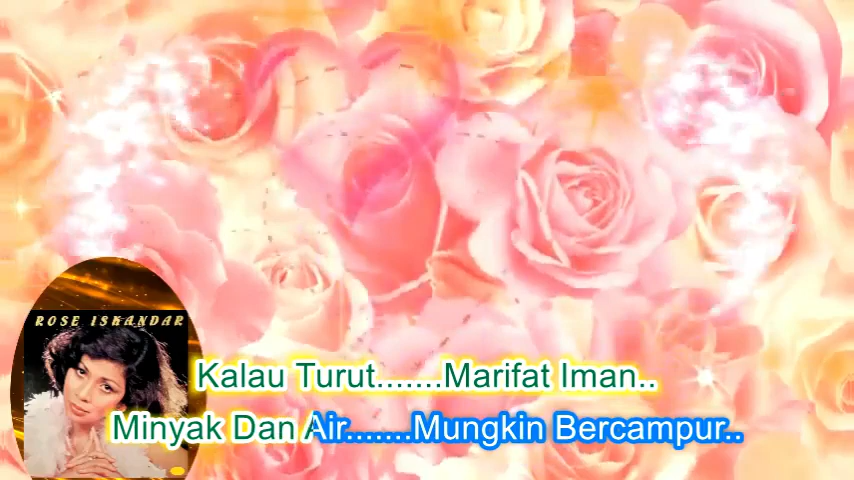 ROSE ISKANDAR
Kalau Turut.......Marifat Iman..
Minyak Dan Air.......Mungkin Bercampur..